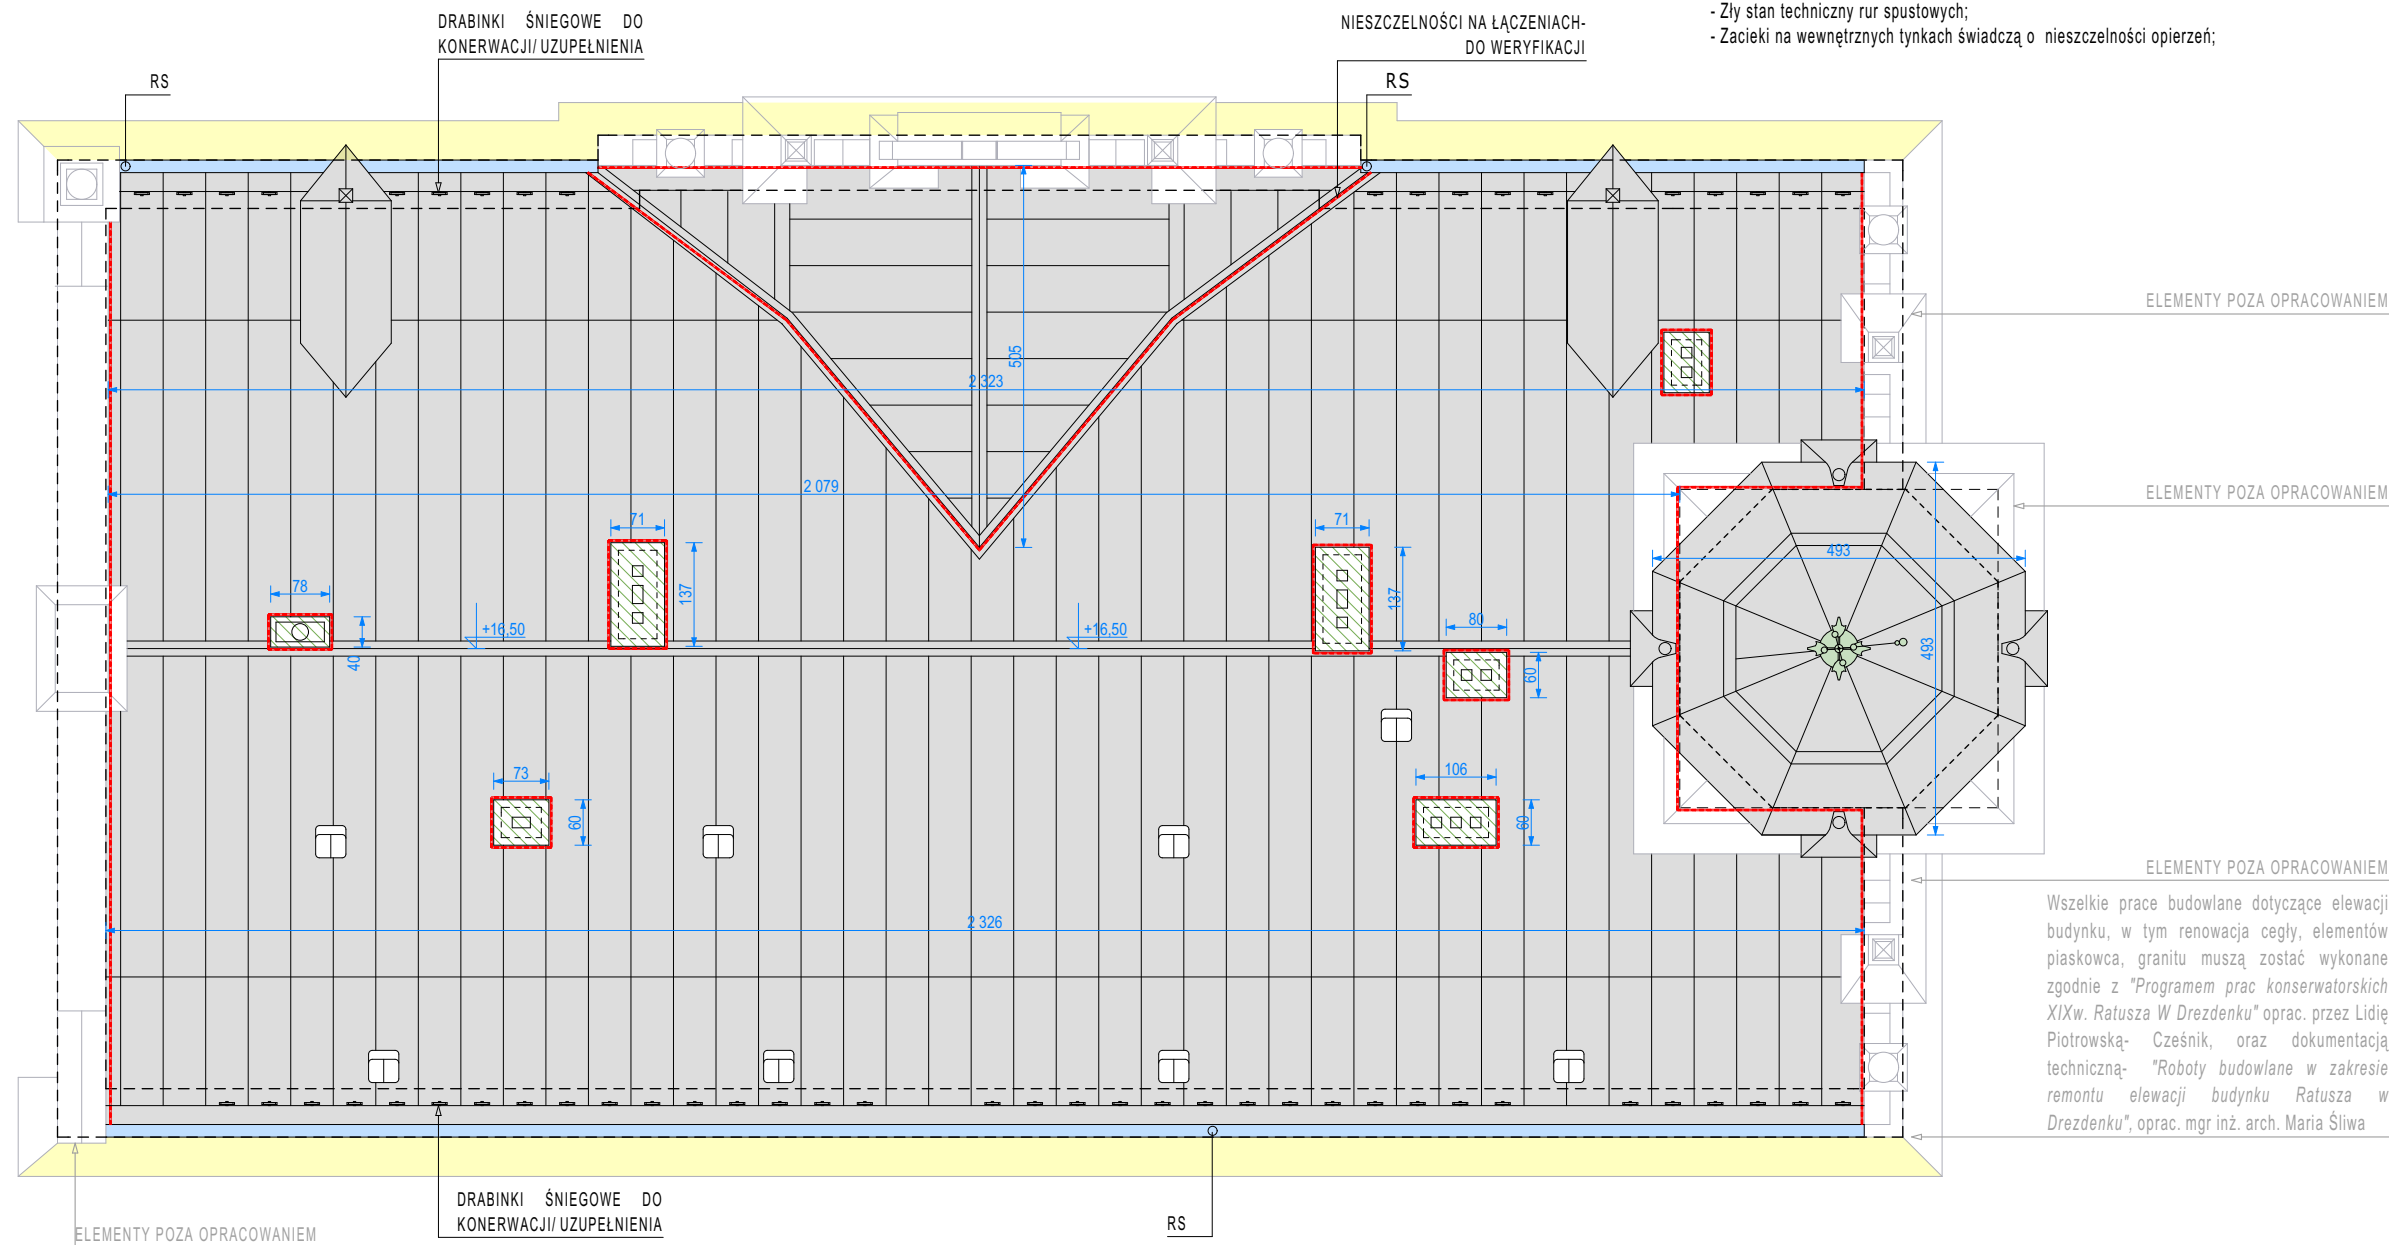 - Zły stan techniczny rur spustowych;
- Zacieki na wewnętrznych tynkach świadczą o nieszczelności opierzeń;
DRABINKI ŚNIEGOWE DO
KONERWACJI/ UZUPEŁNIENIA
NIESZCZELNOŚCI NA ŁĄCZENIACH-
DO WERYFIKACJI
RS
RS
ELEMENTY POZA OPRACOWANIEM
505
2 323
2 079
ELEMENTY POZA OPRACOWANIEM
71
71
493
78
137
137
80
+16,50
+16,50
40
493
60
73
106
60
60
ELEMENTY POZA OPRACOWANIEM
2 326
Wszelkie prace budowlane dotyczące elewacji
budynku, w tym renowacja cegły, elementów
piaskowca, granitu muszą zostać wykonane
zgodnie z "Programem prac konserwatorskich
XIXw. Ratusza W Drezdenku" oprac. przez Lidię
Piotrowską- Cześnik, oraz dokumentacją
techniczną- "Roboty budowlane w zakresie
remontu elewacji budynku Ratusza w
Drezdenku", oprac. mgr inż. arch. Maria Śliwa
DRABINKI ŚNIEGOWE DO
KONERWACJI/ UZUPEŁNIENIA
RS
ELEMENTY POZA OPRACOWANIEM